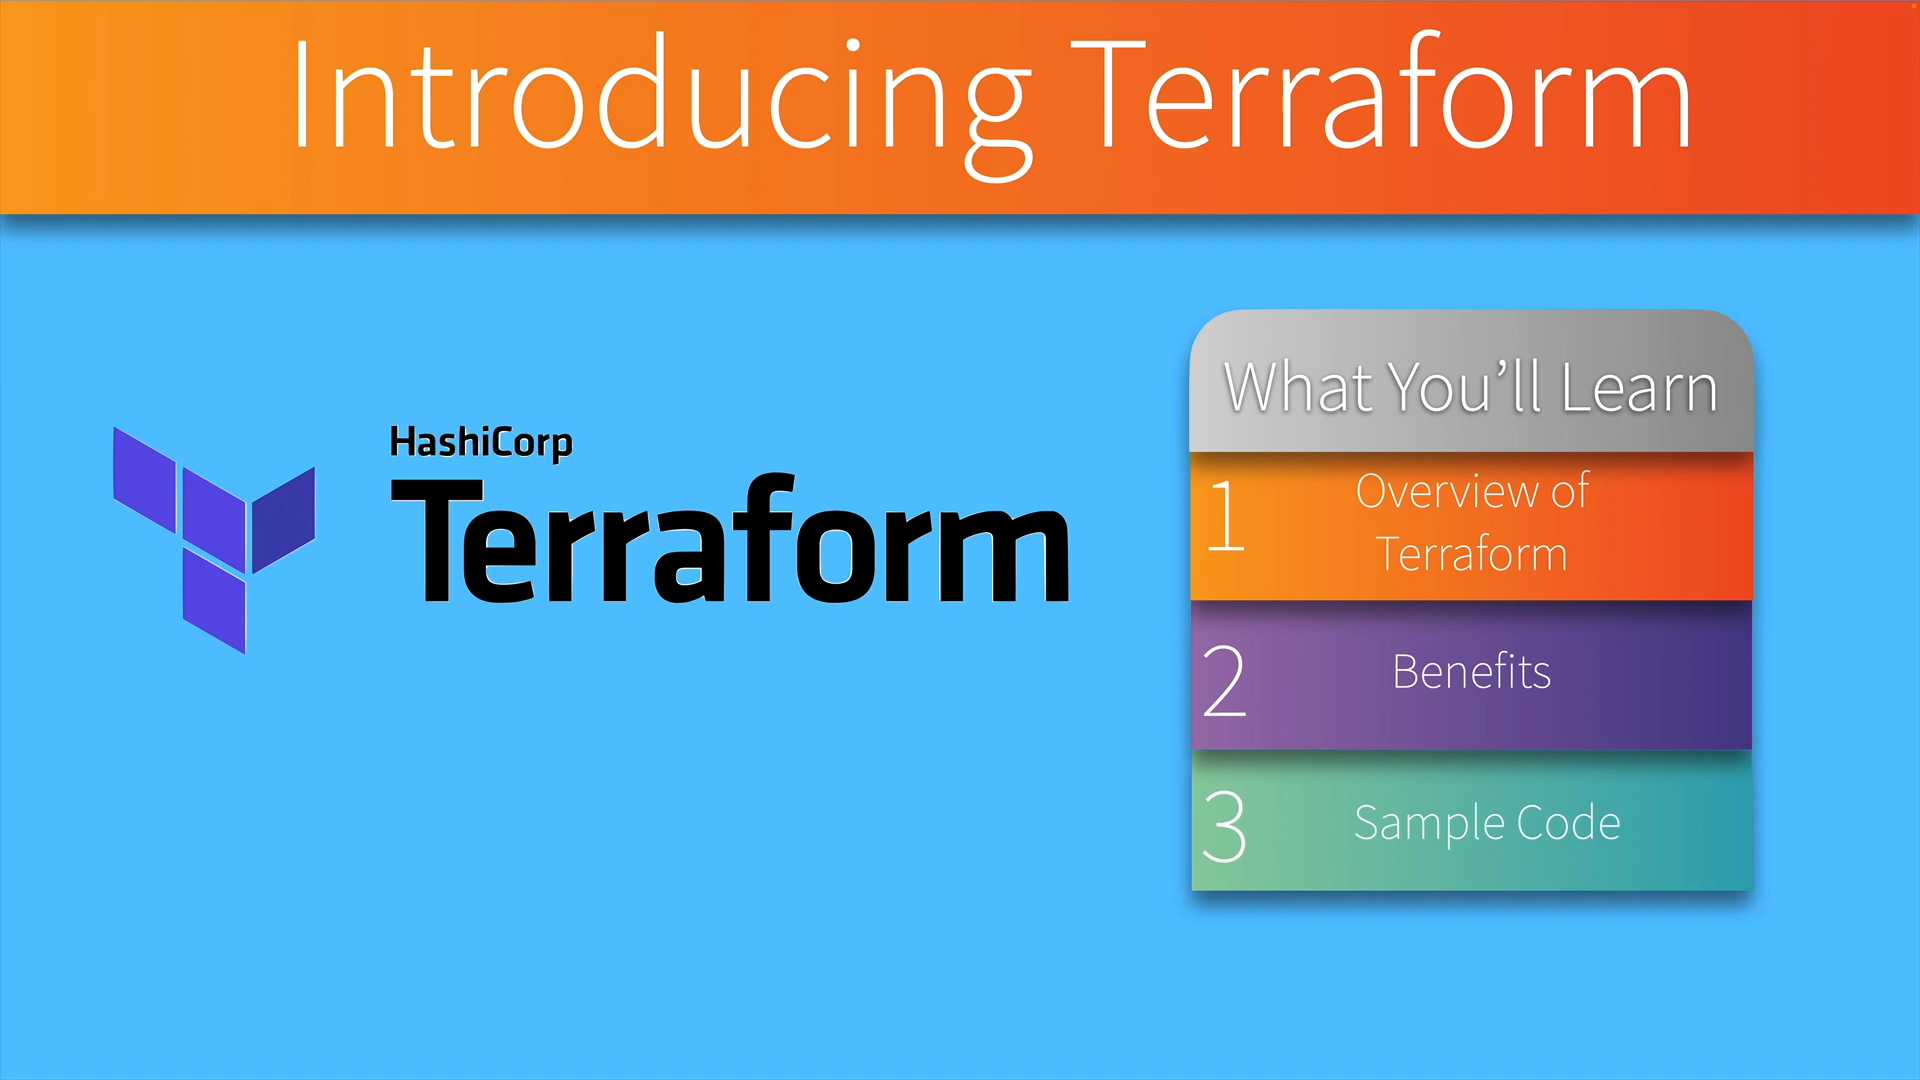 Introducing Terraform
HashiCorp
Terraform
What You’ll Learn
1
Overview of
Terraform
2
Benefits
3
Sample Code